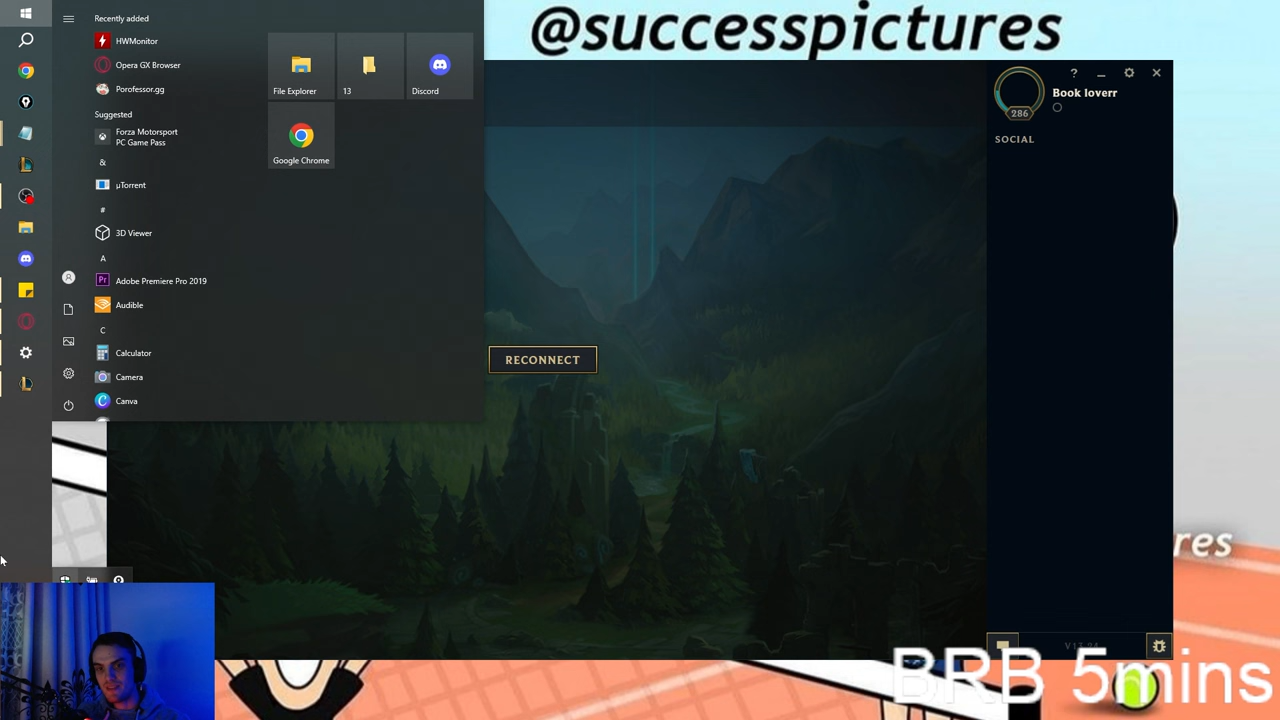 @successpictures
Recently added
HWMonitor
Opera GX Browser
Porofessor.gg
Suggested
Forza Motorsport
PC Game Pass
&
µTorrent
#
3D Viewer
A
Adobe Premiere Pro 2019
Audible
C
Calculator
Camera
Canva
File Explorer
13
Discord
Google Chrome
RECONNECT
286
Book loverr
SOCIAL
res
BRB 5mins